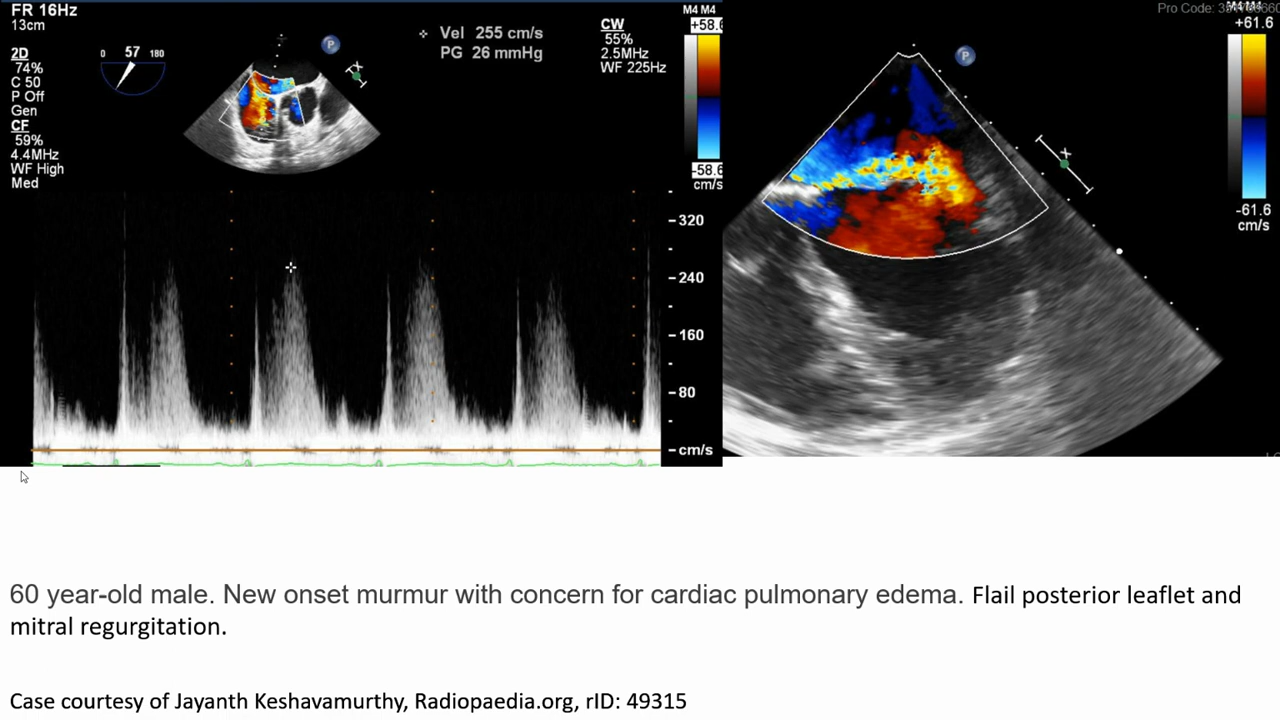 FR 16Hz
13cm
2D
74%
C 50
P Off
Gen
CF
59%
4.4MHz
WF High
Med
0 57 180
P
Vel 255 cm/s
PG 26 mmHg
CW
55%
2.5MHz
WF 225Hz
M4 M4
+58.6
-58.6
cm/s
320
240
160
80
cm/s
Pro Code:
P
X
+61.6
-61.6
cm/s
60 year-old male. New onset murmur with concern for cardiac pulmonary edema. Flail posterior leaflet and
mitral regurgitation.
Case courtesy of Jayanth Keshavamurthy, Radiopaedia.org, rID: 49315